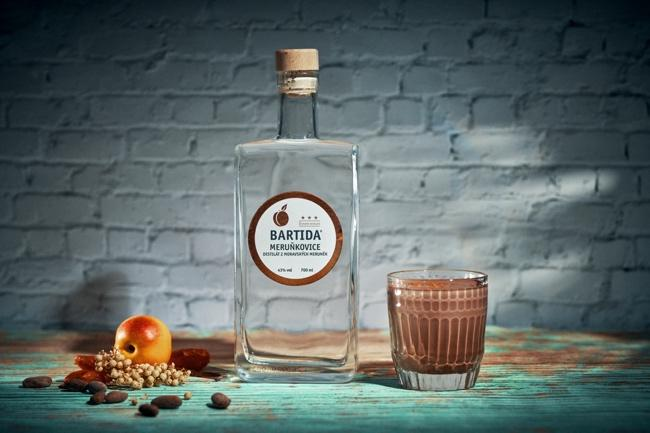 BARTIDA®
MERUŇKOVICE
DESTILÁT Z MORAVSKÝCH MERUNĚK
43% vol 700 ml